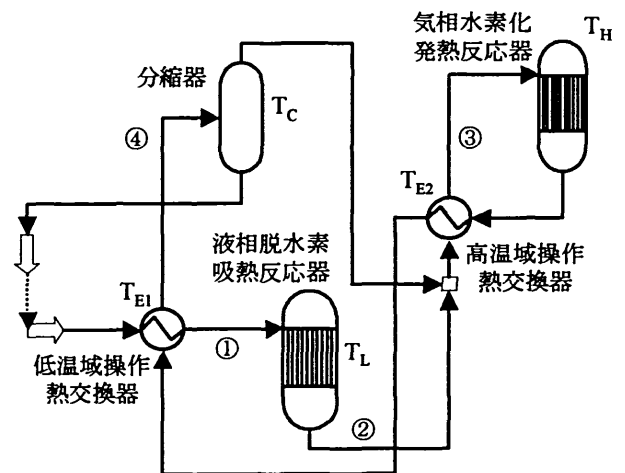 気相水素化
発熱反応器
T_H
分縮器
T_C
④
③
T_E2
液相脱水素
吸熱反応器
高温域操作
熱交換器
T_E1
①
T_L
低温域操作
熱交換器
②